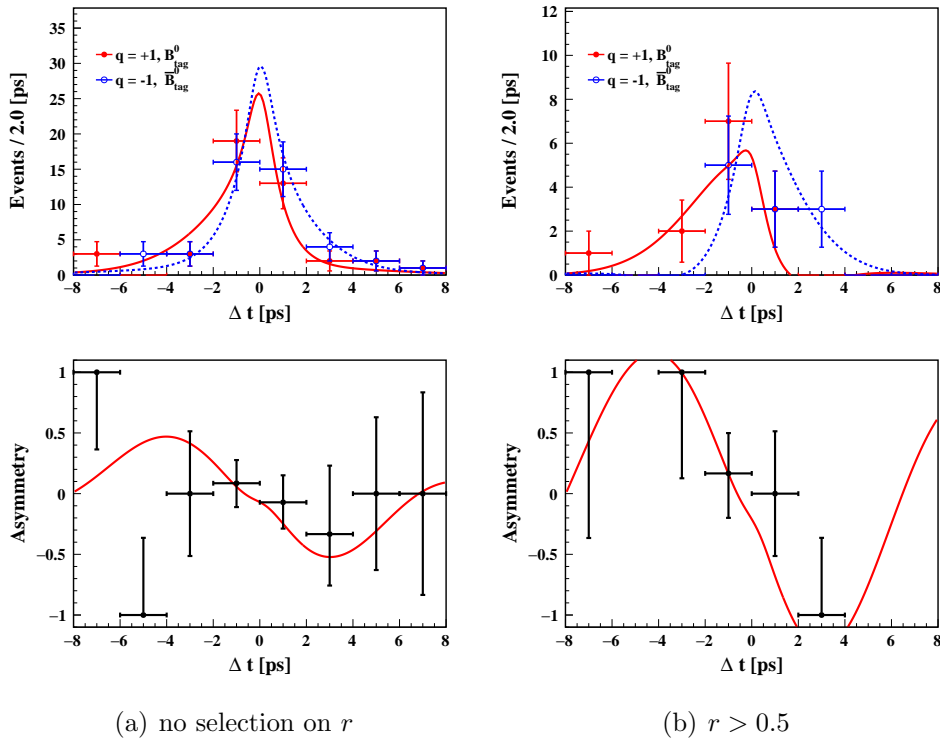 Events / 2.0 [ps]
35
30
25
20
15
10
5
0
q = +1, B⁰tag
q = -1, B̅⁰tag
−8 −6 −4 −2 0 2 4 6 8
Δ t [ps]
Events / 2.0 [ps]
12
10
8
6
4
2
0
q = +1, B⁰tag
q = -1, B̅⁰tag
−8 −6 −4 −2 0 2 4 6 8
Δ t [ps]
Asymmetry
1
0.5
0
−0.5
−1
−8 −6 −4 −2 0 2 4 6 8
Δ t [ps]
Asymmetry
1
0.5
0
−0.5
−1
−8 −6 −4 −2 0 2 4 6 8
Δ t [ps]
(a) no selection on r
(b) r > 0.5